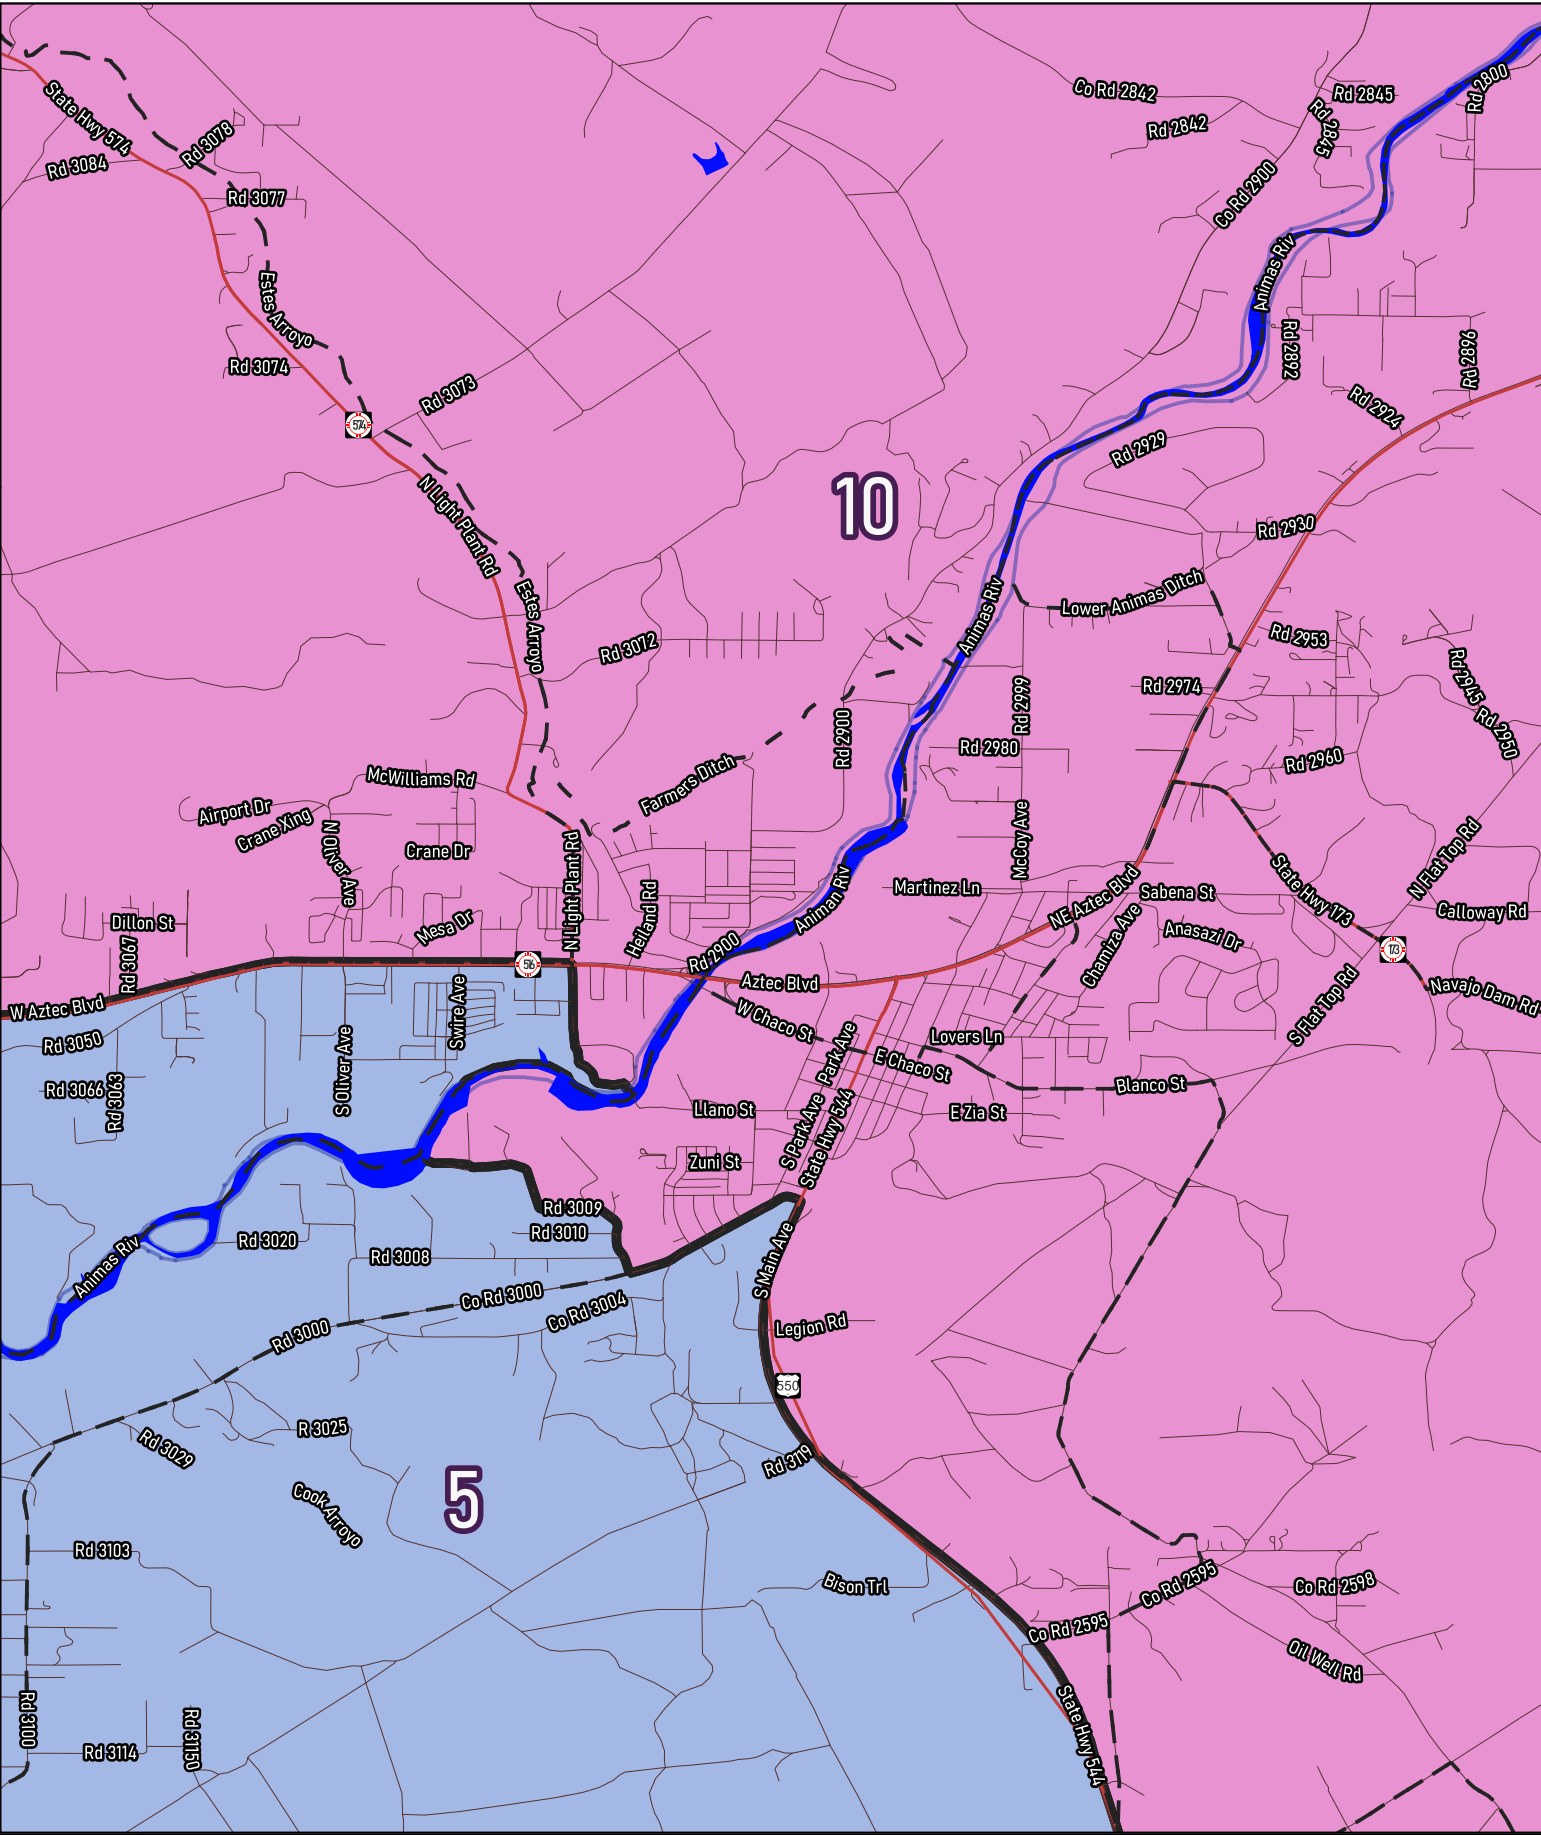 Co Rd 2842
Rd 2845
Rd 2800
Rd 2842
Rd 2845
State Hwy 574
Rd 3078
Rd 3084
Rd 3077
Co Rd 2900
Animas Riv
Estes Arroyo
Rd 3074
Rd 3073
574
Rd 2892
Rd 2896
Rd 2924
Rd 2929
N Light Plant Rd
10
Rd 2930
Estes Arroyo
Animas Riv
Lower Animas Ditch
Rd 3072
Rd 2953
Rd 2945
Rd 2999
Rd 2974
Rd 2900
Rd 2980
Rd 2950
Rd 2960
McWilliams Rd
Farmers Ditch
Airport Dr
Crane Xing
N Oliver Ave
Crane Dr
N Light Plant Rd
McCoy Ave
N Flat Top Rd
Martinez Ln
NE Aztec Blvd
Sabena St
State Hwy 173
Calloway Rd
Heiland Rd
Animan Riv
Dillon St
Mesa Dr
Chamiza Ave
Anasazi Dr
173
Rd 3067
516
Rd 2900
Aztec Blvd
Navajo Dam Rd
W Aztec Blvd
Swire Ave
W Chaco St
S Flat Top Rd
Rd 3050
S Oliver Ave
Park Ave
Lovers Ln
E Chaco St
Rd 3066
Rd 3063
Blanco St
Llano St
S Park Ave
State Hwy 544
E Zia St
Zuni St
Rd 3009
Rd 3010
Rd 3020
Rd 3008
Animas Riv
S Main Ave
Co Rd 3000
Co Rd 3004
Rd 3000
Legion Rd
550
R 3025
Rd 3029
Rd 3119
5
Cook Arroyo
Rd 3103
Bison Trl
Co Rd 2595
Co Rd 2598
Co Rd 2595
Oil Well Rd
Rd 3100
Rd 31150
Rd 3114
State Hwy 544